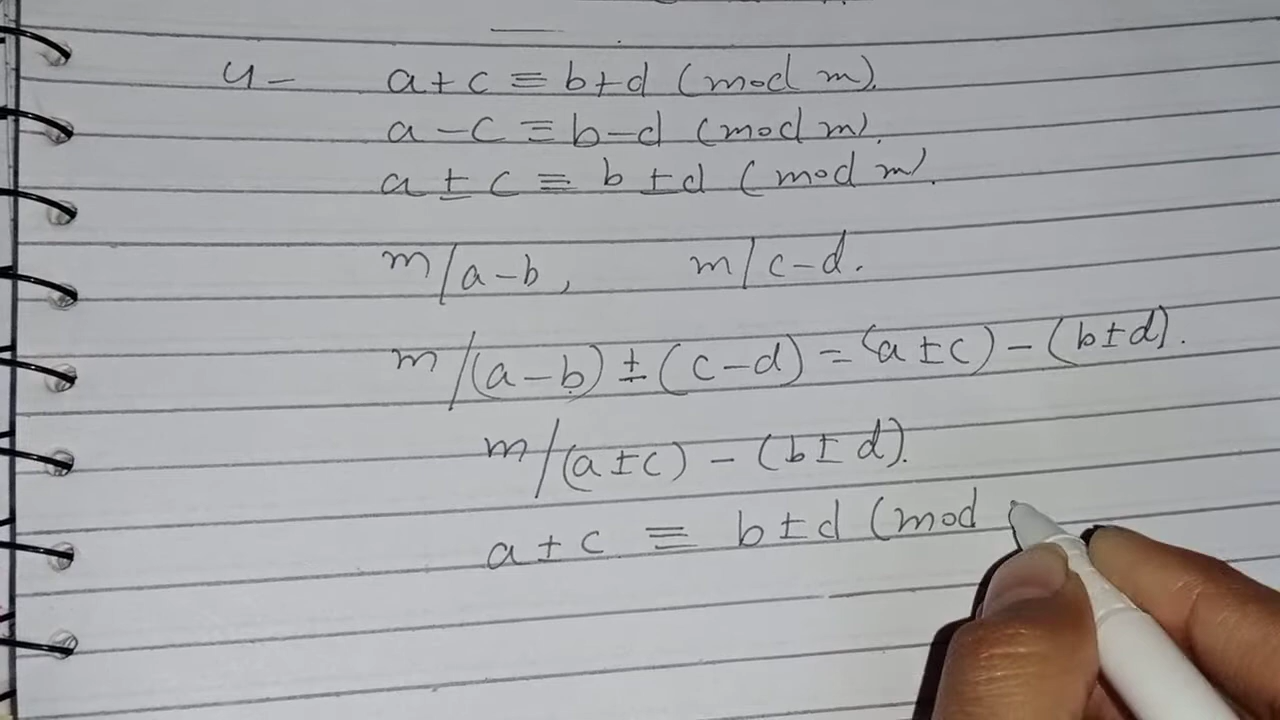 4- a+c ≡ b+d (mod m).
a-c ≡ b-d (mod m).
a ± c ≡ b ± d (mod m).
m/a-b, m/c-d.
m/(a-b) ± (c-d) = (a ± c) - (b ± d).
m/(a ± c) - (b ± d).
a ± c ≡ b ± d (mod